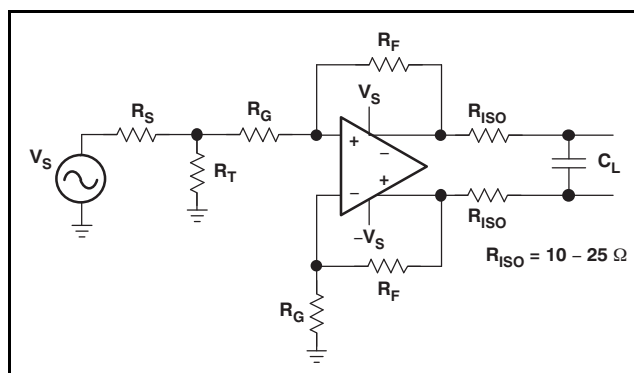 R_F
V_S
R_S
R_G
R_ISO
V_S
+
−
R_T
C_L
+
−
R_ISO
−V_S
R_ISO = 10 − 25 Ω
R_F
R_G